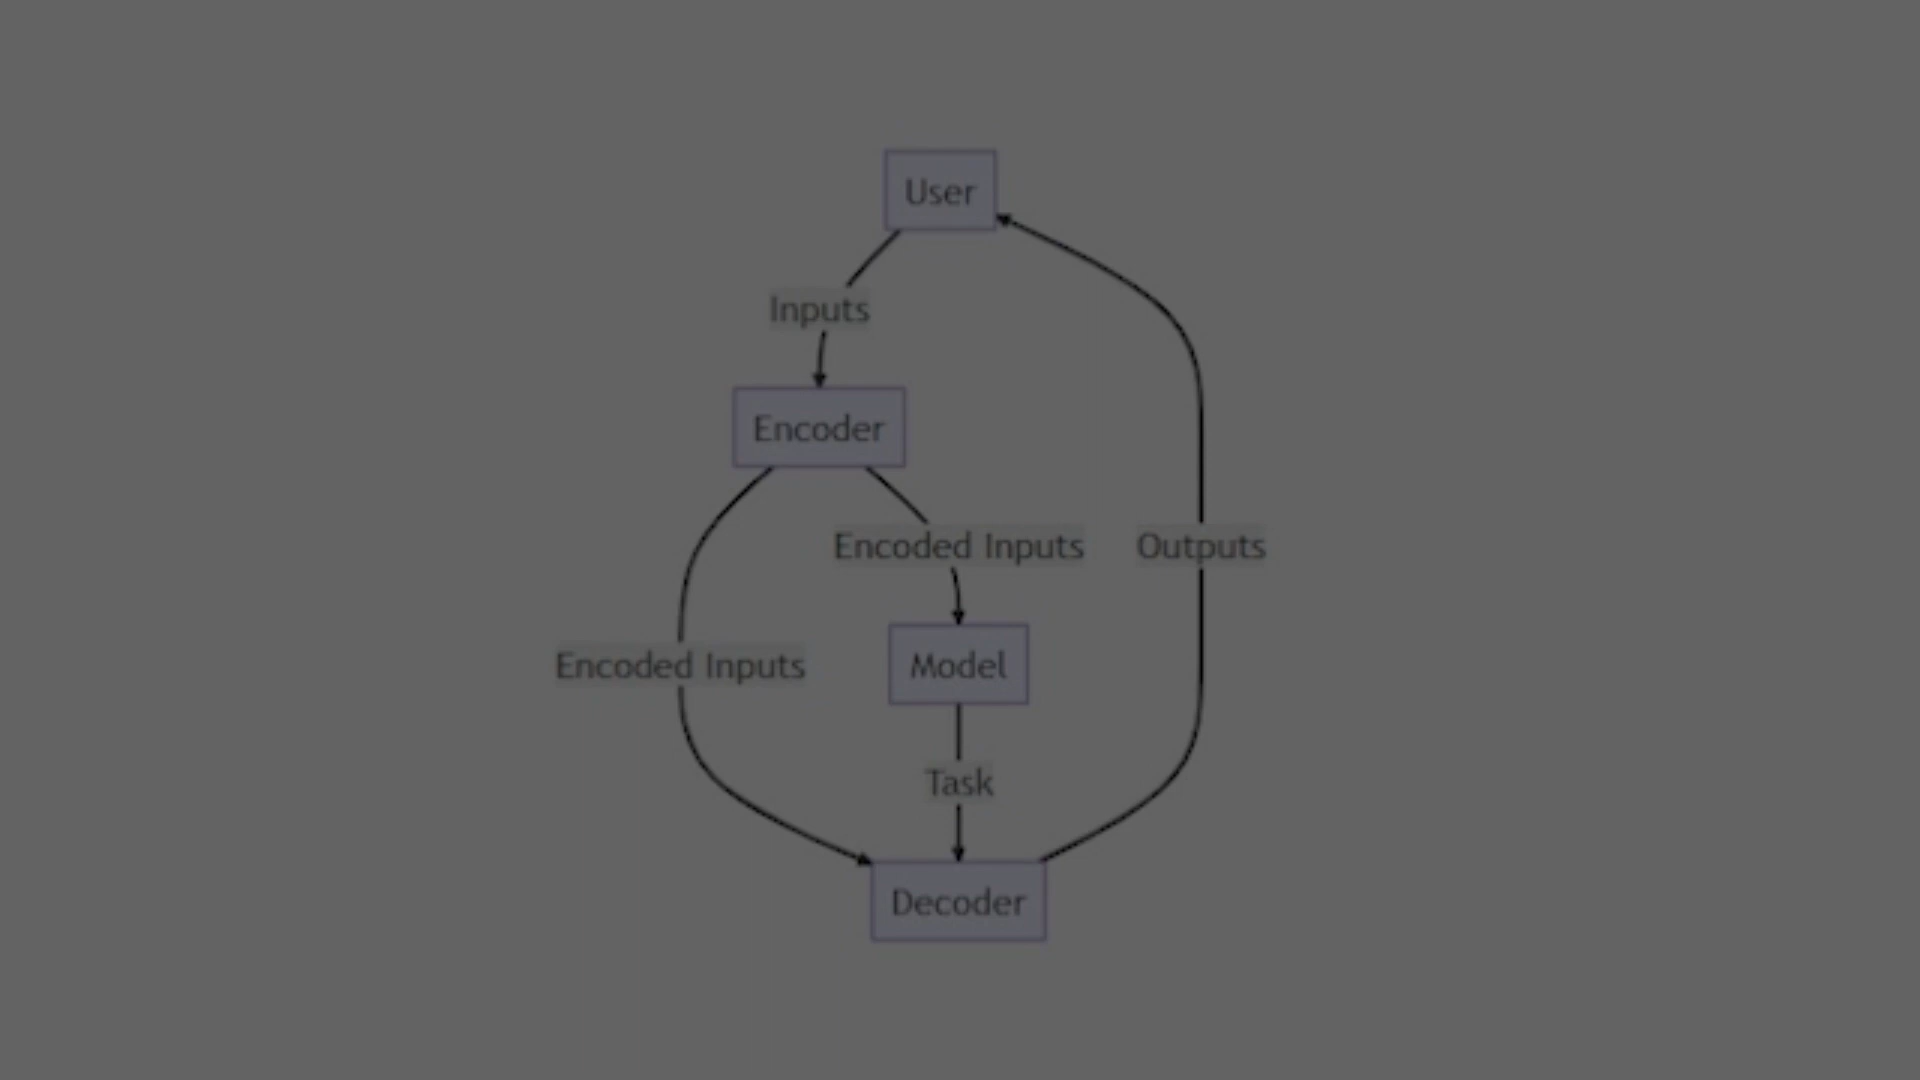 User
Inputs
Encoder
Encoded Inputs
Outputs
Encoded Inputs
Model
Task
Decoder